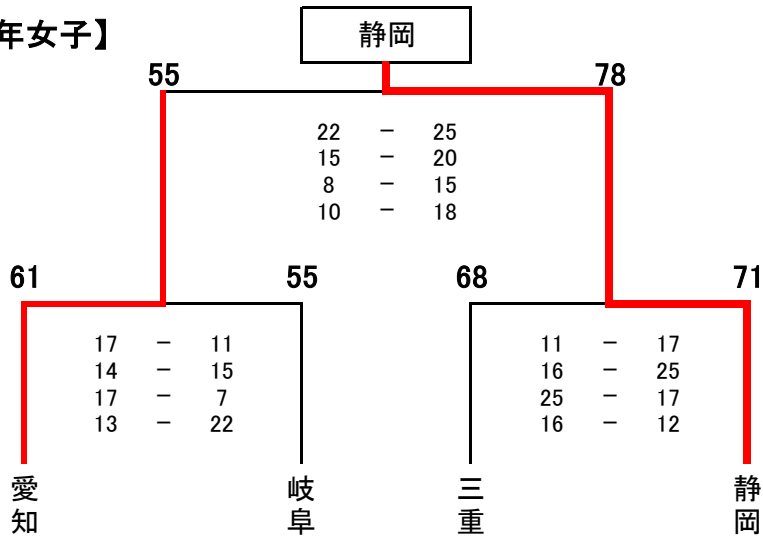 年女子】
静岡
55 78
22 － 25
15 － 20
8 － 15
10 － 18
61 55 68 71
17 － 11
14 － 15
17 － 7
13 － 22
11 － 17
16 － 25
25 － 17
16 － 12
愛知
岐阜
三重
静岡